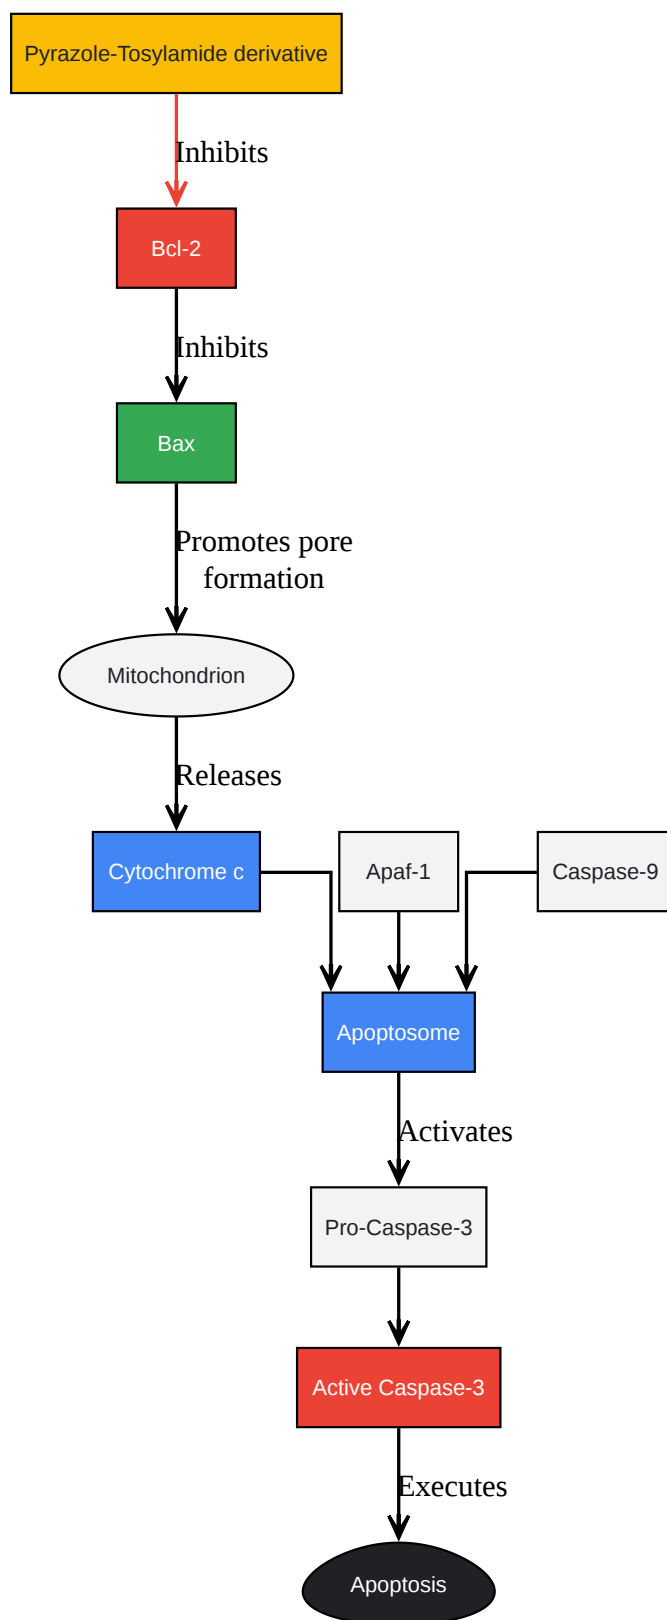 Pyrazole-Tosylamide derivative
Inhibits
Bcl-2
Inhibits
Bax
Promotes pore
formation
Mitochondrion
Releases
Cytochrome c
Apaf-1
Caspase-9
Apoptosome
Activates
Pro-Caspase-3
Active Caspase-3
Executes
Apoptosis